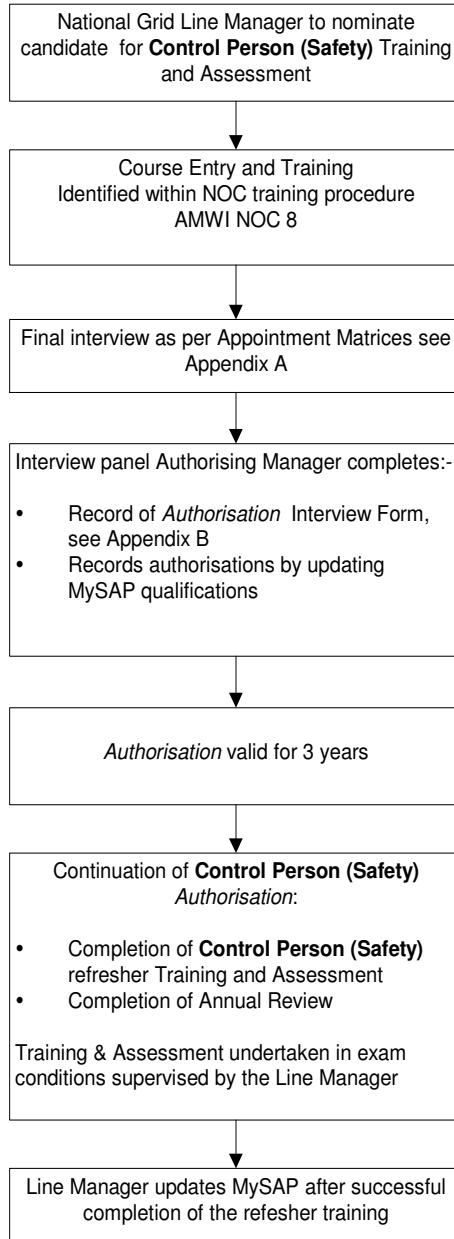 National Grid Line Manager to nominate
candidate for Control Person (Safety) Training
and Assessment
Course Entry and Training
Identified within NOC training procedure
AMWI NOC 8
Final interview as per Appointment Matrices see
Appendix A
Interview panel Authorising Manager completes:-
• Record of Authorisation Interview Form,
see Appendix B
• Records authorisations by updating
MySAP qualifications
Authorisation valid for 3 years
Continuation of Control Person (Safety)
Authorisation:
• Completion of Control Person (Safety)
refresher Training and Assessment
• Completion of Annual Review
Training & Assessment undertaken in exam
conditions supervised by the Line Manager
Line Manager updates MySAP after successful
completion of the refesher training